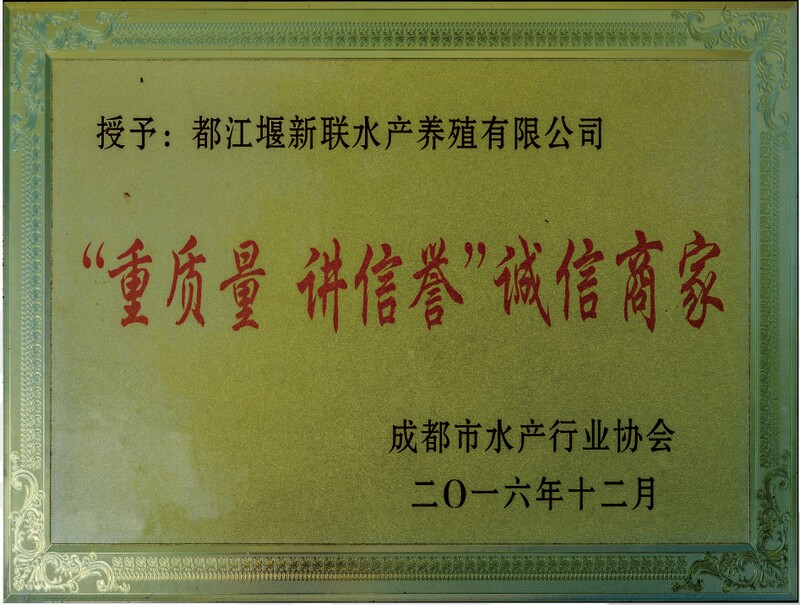 授予：都江堰新联水产养殖有限公司
“重质量 讲信誉”诚信商家
成都市水产行业协会
二〇一六年十二月